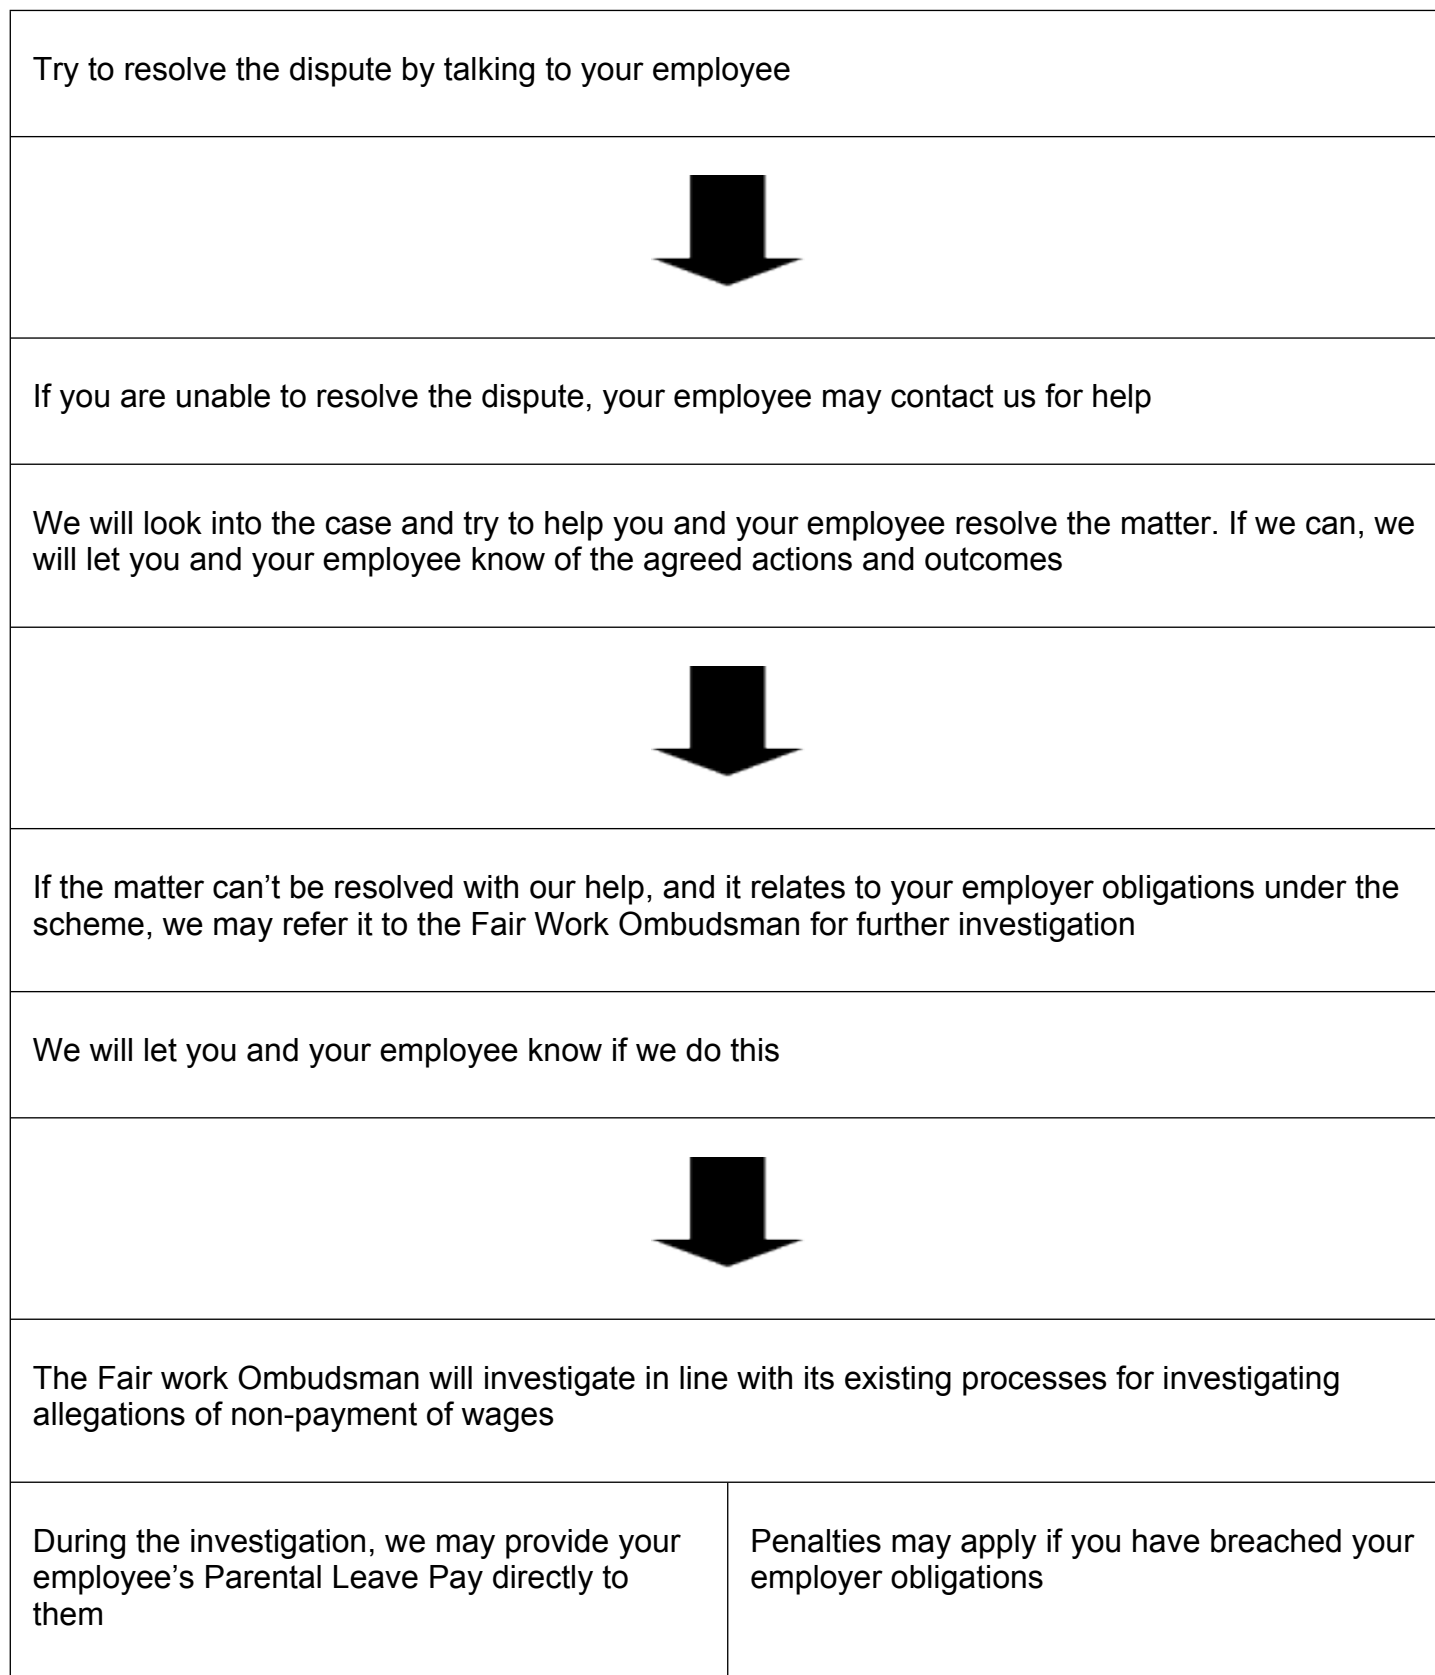 Try to resolve the dispute by talking to your employee
If you are unable to resolve the dispute, your employee may contact us for help
We will look into the case and try to help you and your employee resolve the matter. If we can, we
will let you and your employee know of the agreed actions and outcomes
If the matter can’t be resolved with our help, and it relates to your employer obligations under the
scheme, we may refer it to the Fair Work Ombudsman for further investigation
We will let you and your employee know if we do this
The Fair work Ombudsman will investigate in line with its existing processes for investigating
allegations of non-payment of wages
During the investigation, we may provide your
employee’s Parental Leave Pay directly to
them
Penalties may apply if you have breached your
employer obligations